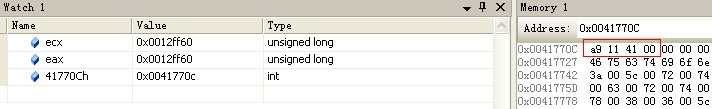 Watch 1
Name Value Type
ecx 0x0012ff60 unsigned long
eax 0x0012ff60 unsigned long
41770Ch 0x0041770c int
Memory 1
Address: 0x0041770C
0x0041770C a9 11 41 00 00 00 00
0x00417727 46 75 63 74 69 6f 6e
0x00417742 3a 00 5c 00 72 00 74
0x0041775D 00 63 00 72 00 74 00
0x00417778 78 00 38 00 36 00 5c